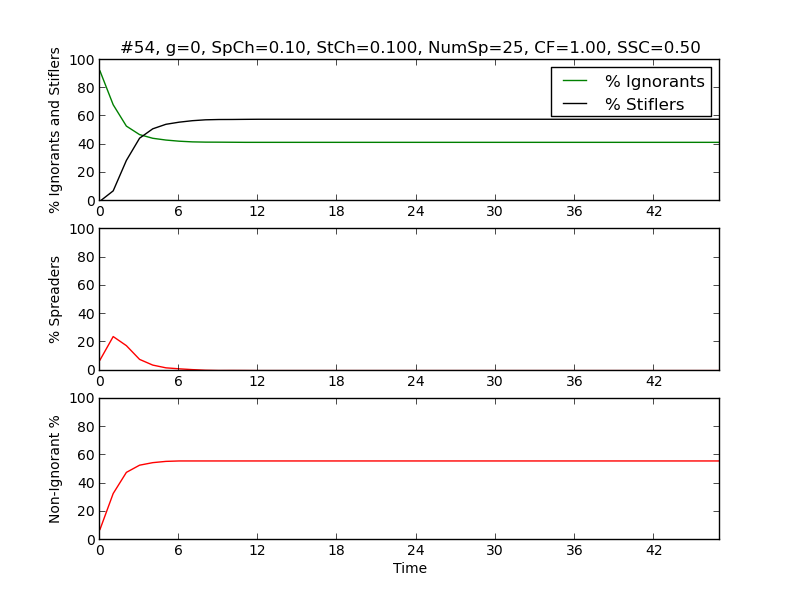 #54, g=0, SpCh=0.10, StCh=0.100, NumSp=25, CF=1.00, SSC=0.50
% Ignorants and Stiflers
100
80
60
40
20
0
% Ignorants
% Stiflers
0 6 12 18 24 30 36 42
% Spreaders
100
80
60
40
20
0
0 6 12 18 24 30 36 42
Non-Ignorant %
100
80
60
40
20
0
0 6 12 18 24 30 36 42
Time